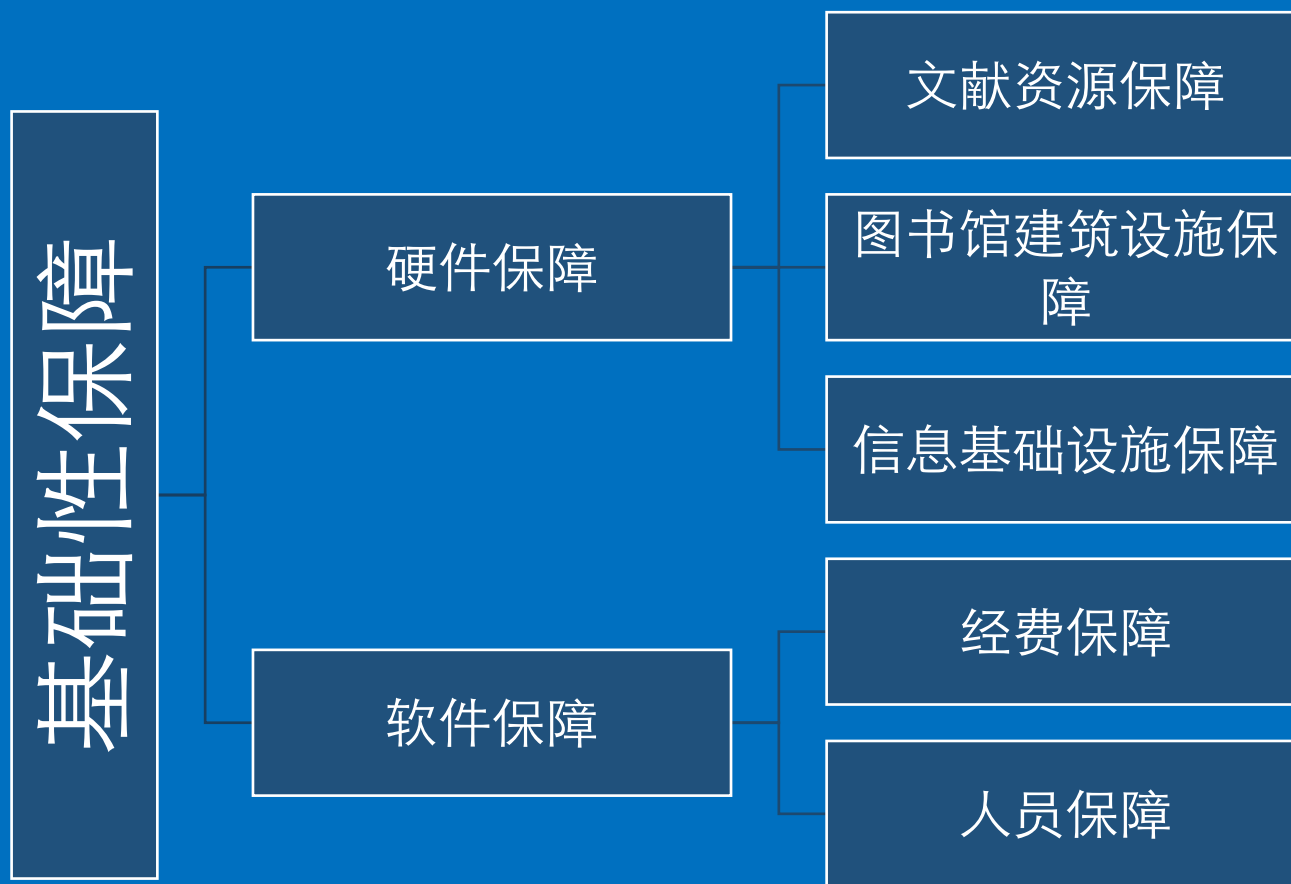 基础性保障
硬件保障
文献资源保障
图书馆建筑设施保
障
信息基础设施保障
软件保障
经费保障
人员保障